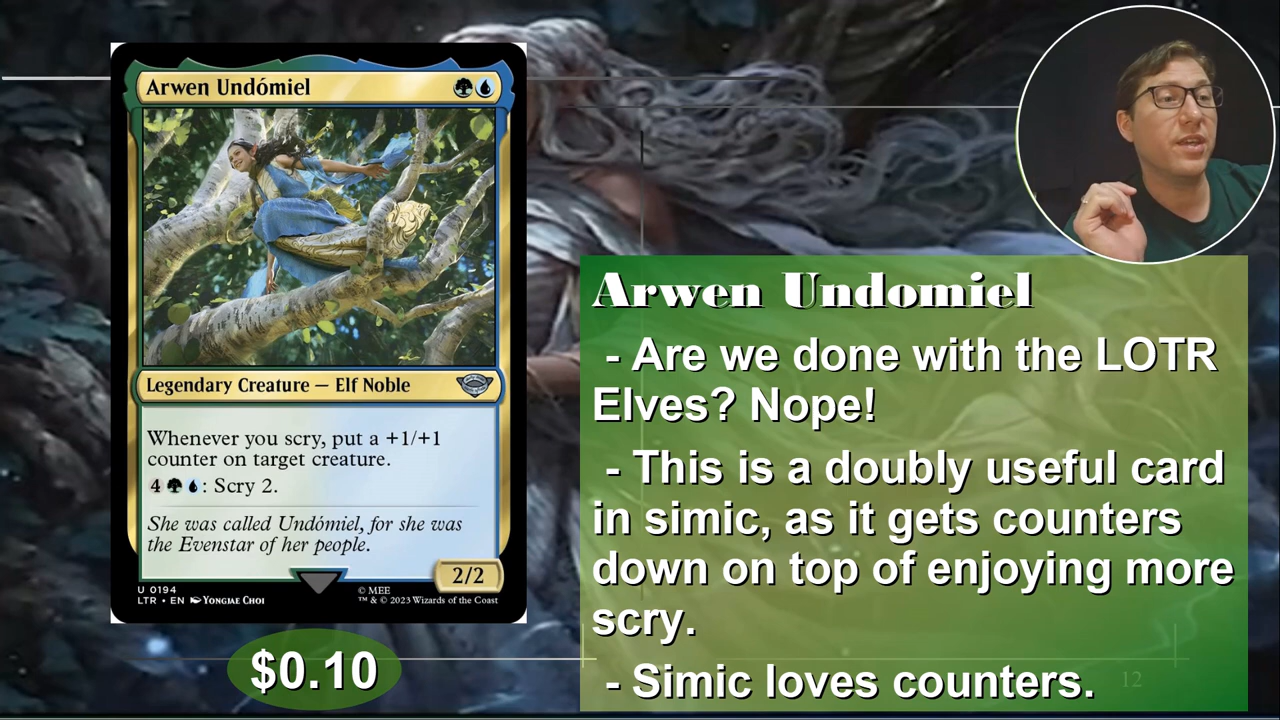 Arwen Undómiel
Legendary Creature — Elf Noble
Whenever you scry, put a +1/+1
counter on target creature.
4: Scry 2.
She was called Undómiel, for she was
the Evenstar of her people.
2/2
U 0194
LTR • EN Yongjae Choi
© MEE
™ & © 2023 Wizards of the Coast
$0.10
Arwen Undomiel
- Are we done with the LOTR
Elves? Nope!
- This is a doubly useful card
in simic, as it gets counters
down on top of enjoying more
scry.
- Simic loves counters.
12